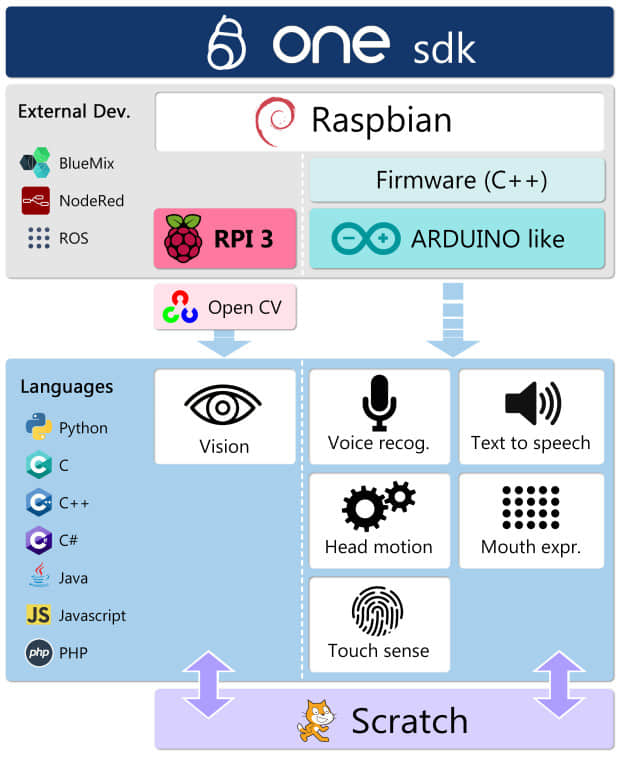 one sdk
External Dev.
Raspbian
BlueMix
NodeRed
ROS
Firmware (C++)
RPI 3
ARDUINO like
Open CV
Languages
Python
C
C++
C#
Java
JS Javascript
php PHP
Vision
Voice recog.
Text to speech
Head motion
Mouth expr.
Touch sense
Scratch